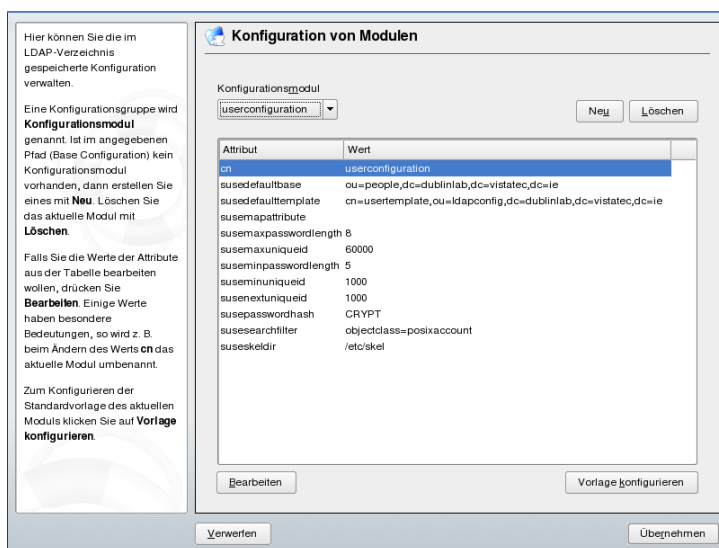 Hier können Sie die im
LDAP-Verzeichnis
gespeicherte Konfiguration
verwalten.
Eine Konfigurationsgruppe wird
Konfigurationsmodul
genannt. Ist im angegebenen
Pfad (Base Configuration) kein
Konfigurationsmodul
vorhanden, dann erstellen Sie
eines mit Neu. Löschen Sie
das aktuelle Modul mit
Löschen.
Falls Sie die Werte der Attribute
aus der Tabelle bearbeiten
wollen, drücken Sie
Bearbeiten. Einige Werte
haben besondere
Bedeutungen, so wird z. B.
beim Ändern des Werts cn das
aktuelle Modul umbenannt.
Zum Konfigurieren der
Standardvorlage des aktuellen
Moduls klicken Sie auf Vorlage
konfigurieren.
Konfiguration von Modulen
Konfigurationsmodul
userconfiguration
Neu Löschen
Attribut Wert
cn userconfiguration
susedefaultbase ou=people,dc=dublinlab,dc=vistatec,dc=ie
susedefaulttemplate cn=usertemplate,ou=ldapconfig,dc=dublinlab,dc=vistatec,dc=ie
susemapattribute
susemaxpasswordlength 8
susemaxuniqueid 60000
suseminpasswordlength 5
suseminuniqueid 1000
susenextuniqueid 1000
susepasswordhash CRYPT
susesearchfilter objectclass=posixaccount
suseskeldir /etc/skel
Bearbeiten Vorlage konfigurieren
Verwerfen Übernehmen